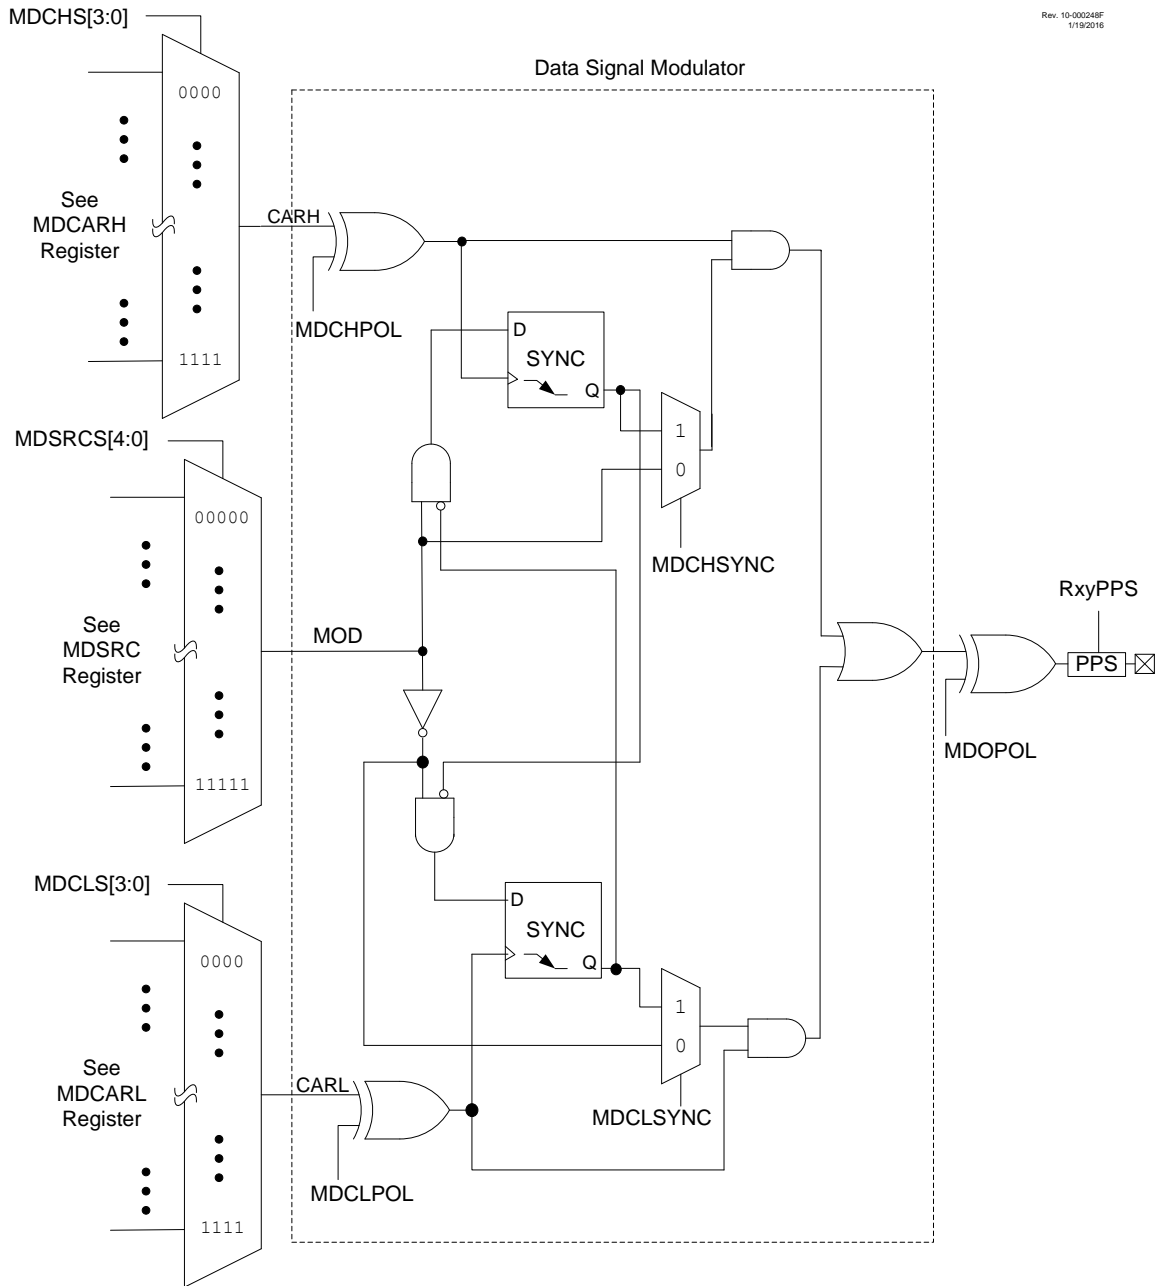 MDCHS[3:0]
Rev. 10-000248F
1/19/2016
Data Signal Modulator
0000
See
MDCARH
Register
CARH
1111
MDCHPOL
D
SYNC
Q
1
0
MDCHSYNC
MDSRCS[4:0]
00000
See
MDSRC
Register
MOD
11111
RxyPPS
PPS
MDOPOL
MDCLS[3:0]
0000
D
SYNC
Q
1
0
MDCLSYNC
See
MDCARL
Register
CARL
1111
MDCLPOL